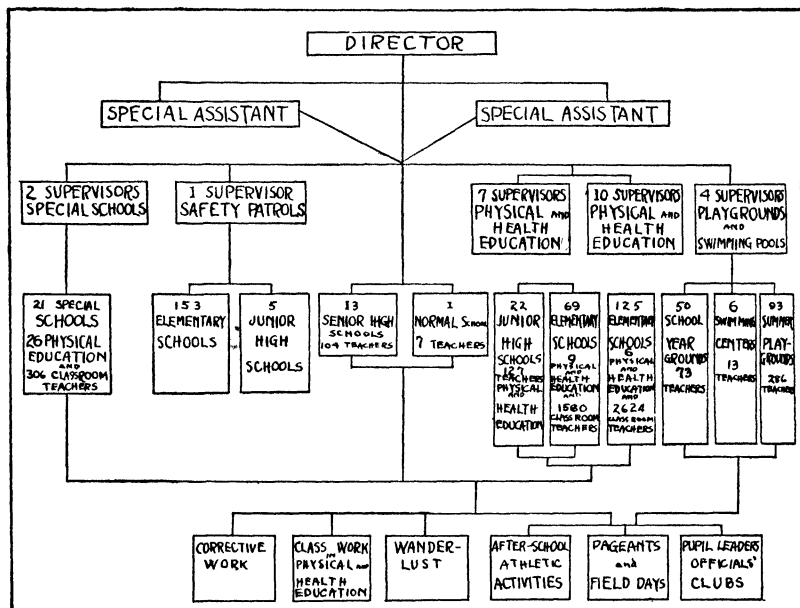 DIRECTOR
SPECIAL ASSISTANT
SPECIAL ASSISTANT
2 SUPERVISORS
SPECIAL SCHOOLS
1 SUPERVISOR
SAFETY PATROLS
7 SUPERVISORS
PHYSICAL AND
HEALTH
EDUCATION
10 SUPERVISORS
PHYSICAL AND
HEALTH
EDUCATION
4 SUPERVISORS
PLAYGROUNDS
AND
SWIMMING POOLS
21 SPECIAL
SCHOOLS
26 PHYSICAL
EDUCATION
AND
306 CLASSROOM
TEACHERS
153
ELEMENTARY
SCHOOLS
5
JUNIOR
HIGH
SCHOOLS
13
SENIOR HIGH
SCHOOLS
104 TEACHERS
1
NORMAL SCHOOL
7 TEACHERS
22
JUNIOR
HIGH
SCHOOLS
127
TEACHERS
PHYSICAL
AND
HEALTH
EDUCATION
69
ELEMENTARY
SCHOOLS
9
PHYSICAL
AND
HEALTH
EDUCATION
AND
1580
CLASSROOM
TEACHERS
125
ELEMENTARY
SCHOOLS
6
PHYSICAL
AND
HEALTH
EDUCATION
AND
2624
CLASSROOM
TEACHERS
50
SCHOOL
YEAR
GROUNDS
73
TEACHERS
6
SWIMMING
CENTERS
13
TEACHERS
93
SUMMER
PLAY-
GROUNDS
286
TEACHERS
CORRECTIVE
WORK
CLASS WORK
IN
PHYSICAL AND
HEALTH
EDUCATION
WANDER-
LUST
AFTER-SCHOOL
ATHLETIC
ACTIVITIES
PAGEANTS
and
FIELD DAYS
PUPIL LEADERS
OFFICIALS'
CLUBS